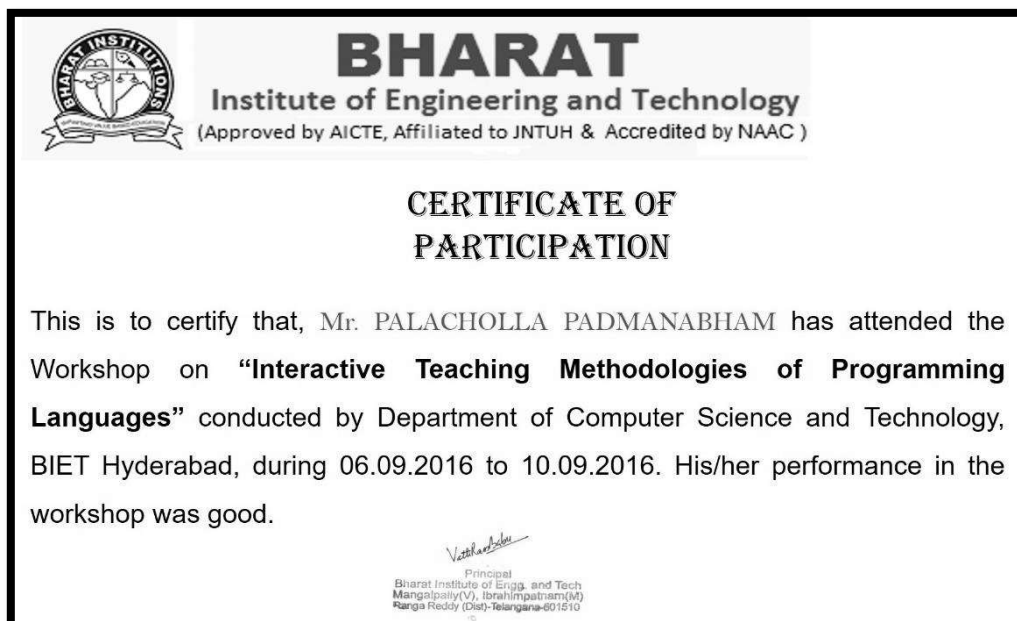 BHARAT INSTITUTIONS
BHARAT
Institute of Engineering and Technology
(Approved by AICTE, Affiliated to JNTUH & Accredited by NAAC )
CERTIFICATE OF
PARTICIPATION
This is to certify that, Mr. PALACHOLLA PADMANABHAM has attended the
Workshop on “Interactive Teaching Methodologies of Programming
Languages” conducted by Department of Computer Science and Technology,
BIET Hyderabad, during 06.09.2016 to 10.09.2016. His/her performance in the
workshop was good.
Principal
Bharat Institute of Engg. and Tech
Mangalpally(V), Ibrahimpatnam(M)
Ranga Reddy (Dist)-Telangana-501510